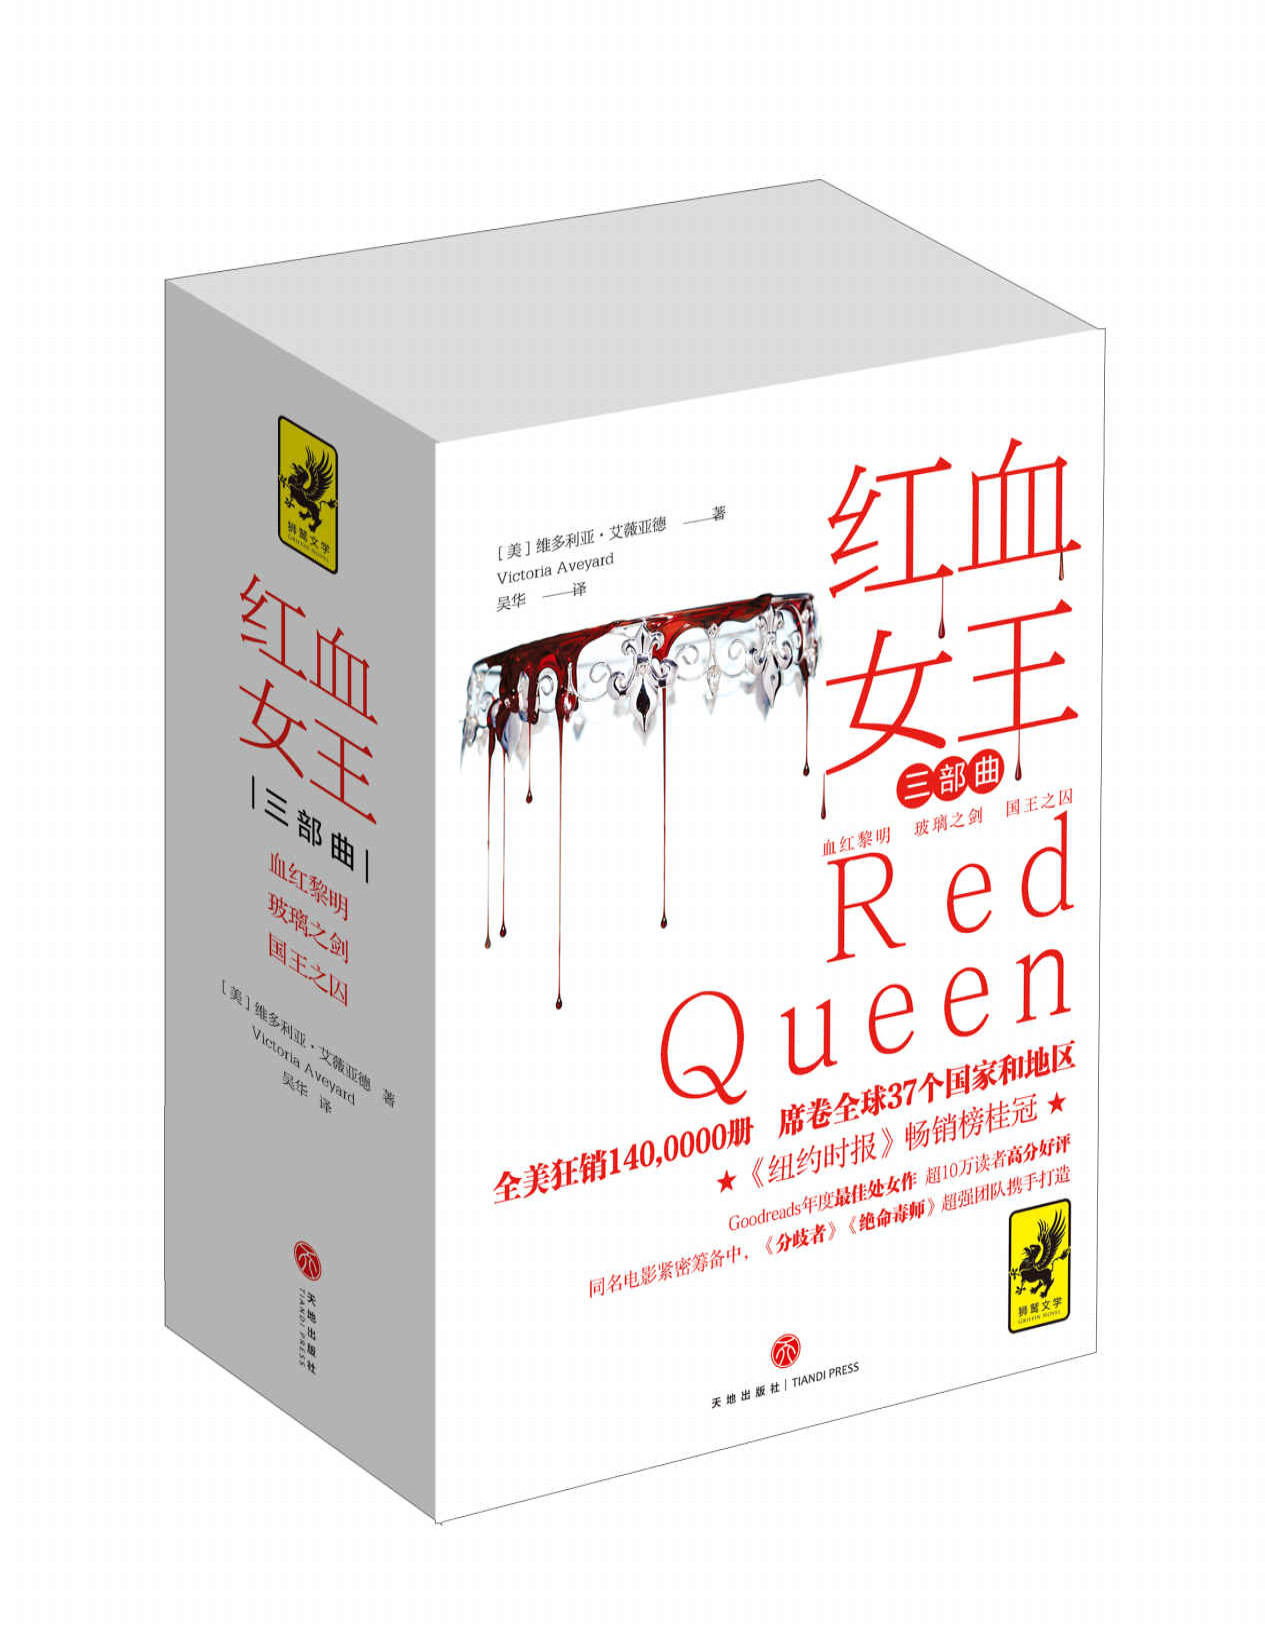 狮鹫文学
GRIFFIN NOVEL
红血
女王
三部曲
血红黎明
玻璃之剑
国王之囚
[美]维多利亚·艾薇亚德 著
Victoria Aveyard
吴华 译
天地出版社
TIANDI PRESS
[美]维多利亚·艾薇亚德 ——著
Victoria Aveyard
吴华 ——译
红血
女王
三部曲
血红黎明 玻璃之剑 国王之囚
Red
Queen
全美狂销140,0000册 席卷全球37个国家和地区
★《纽约时报》畅销榜桂冠★
Goodreads年度最佳处女作 超10万读者高分好评
同名电影紧密筹备中，《分歧者》《绝命毒师》超强团队携手打造
狮鹫文学
GRIFFIN NOVEL
天地出版社 | TIANDI PRESS